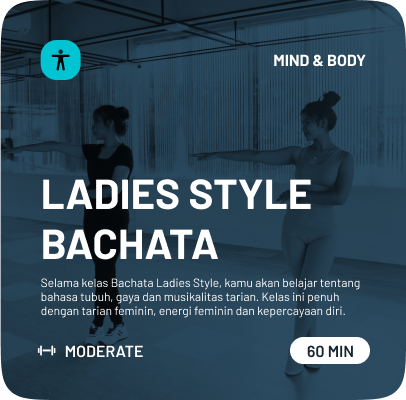 MIND & BODY
LADIES STYLE
BACHATA
Selama kelas Bachata Ladies Style, kamu akan belajar tentang
bahasa tubuh, gaya dan musikalitas tarian. Kelas ini penuh
dengan tarian feminin, energi feminin dan kepercayaan diri.
MODERATE 60 MIN